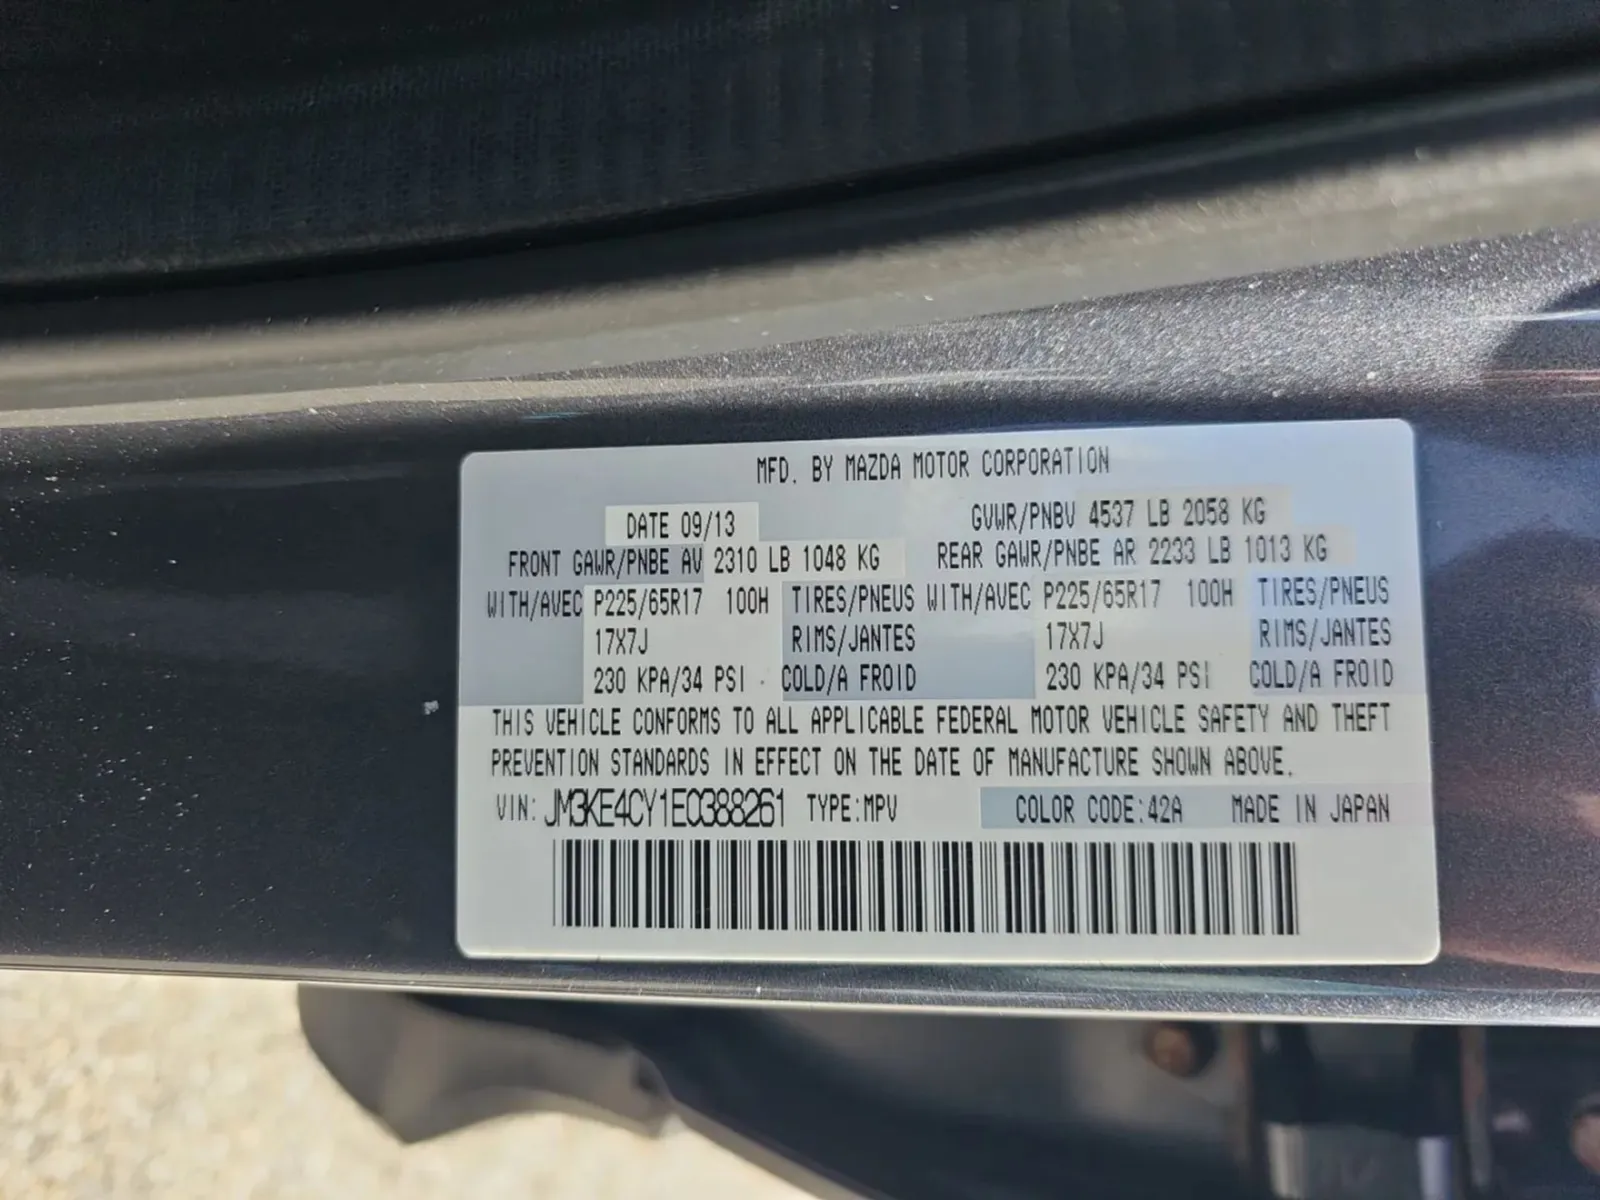 MFD. BY MAZDA MOTOR CORPORATION
DATE 09/13 GVWR/PNBV 4537 LB 2058 KG
FRONT GAWR/PNBE AV 2310 LB 1048 KG REAR GAWR/PNBE AR 2233 LB 1013 KG
WITH/AVEC P225/65R17 100H TIRES/PNEUS WITH/AVEC P225/65R17 100H TIRES/PNEUS
17X7J RIMS/JANTES 17X7J RIMS/JANTES
230 KPA/34 PSI COLD/A FROID 230 KPA/34 PSI COLD/A FROID
THIS VEHICLE CONFORMS TO ALL APPLICABLE FEDERAL MOTOR VEHICLE SAFETY AND THEFT
PREVENTION STANDARDS IN EFFECT ON THE DATE OF MANUFACTURE SHOWN ABOVE.
VIN: JM3KE4CY1E0388261 TYPE:MPV COLOR CODE:42A MADE IN JAPAN